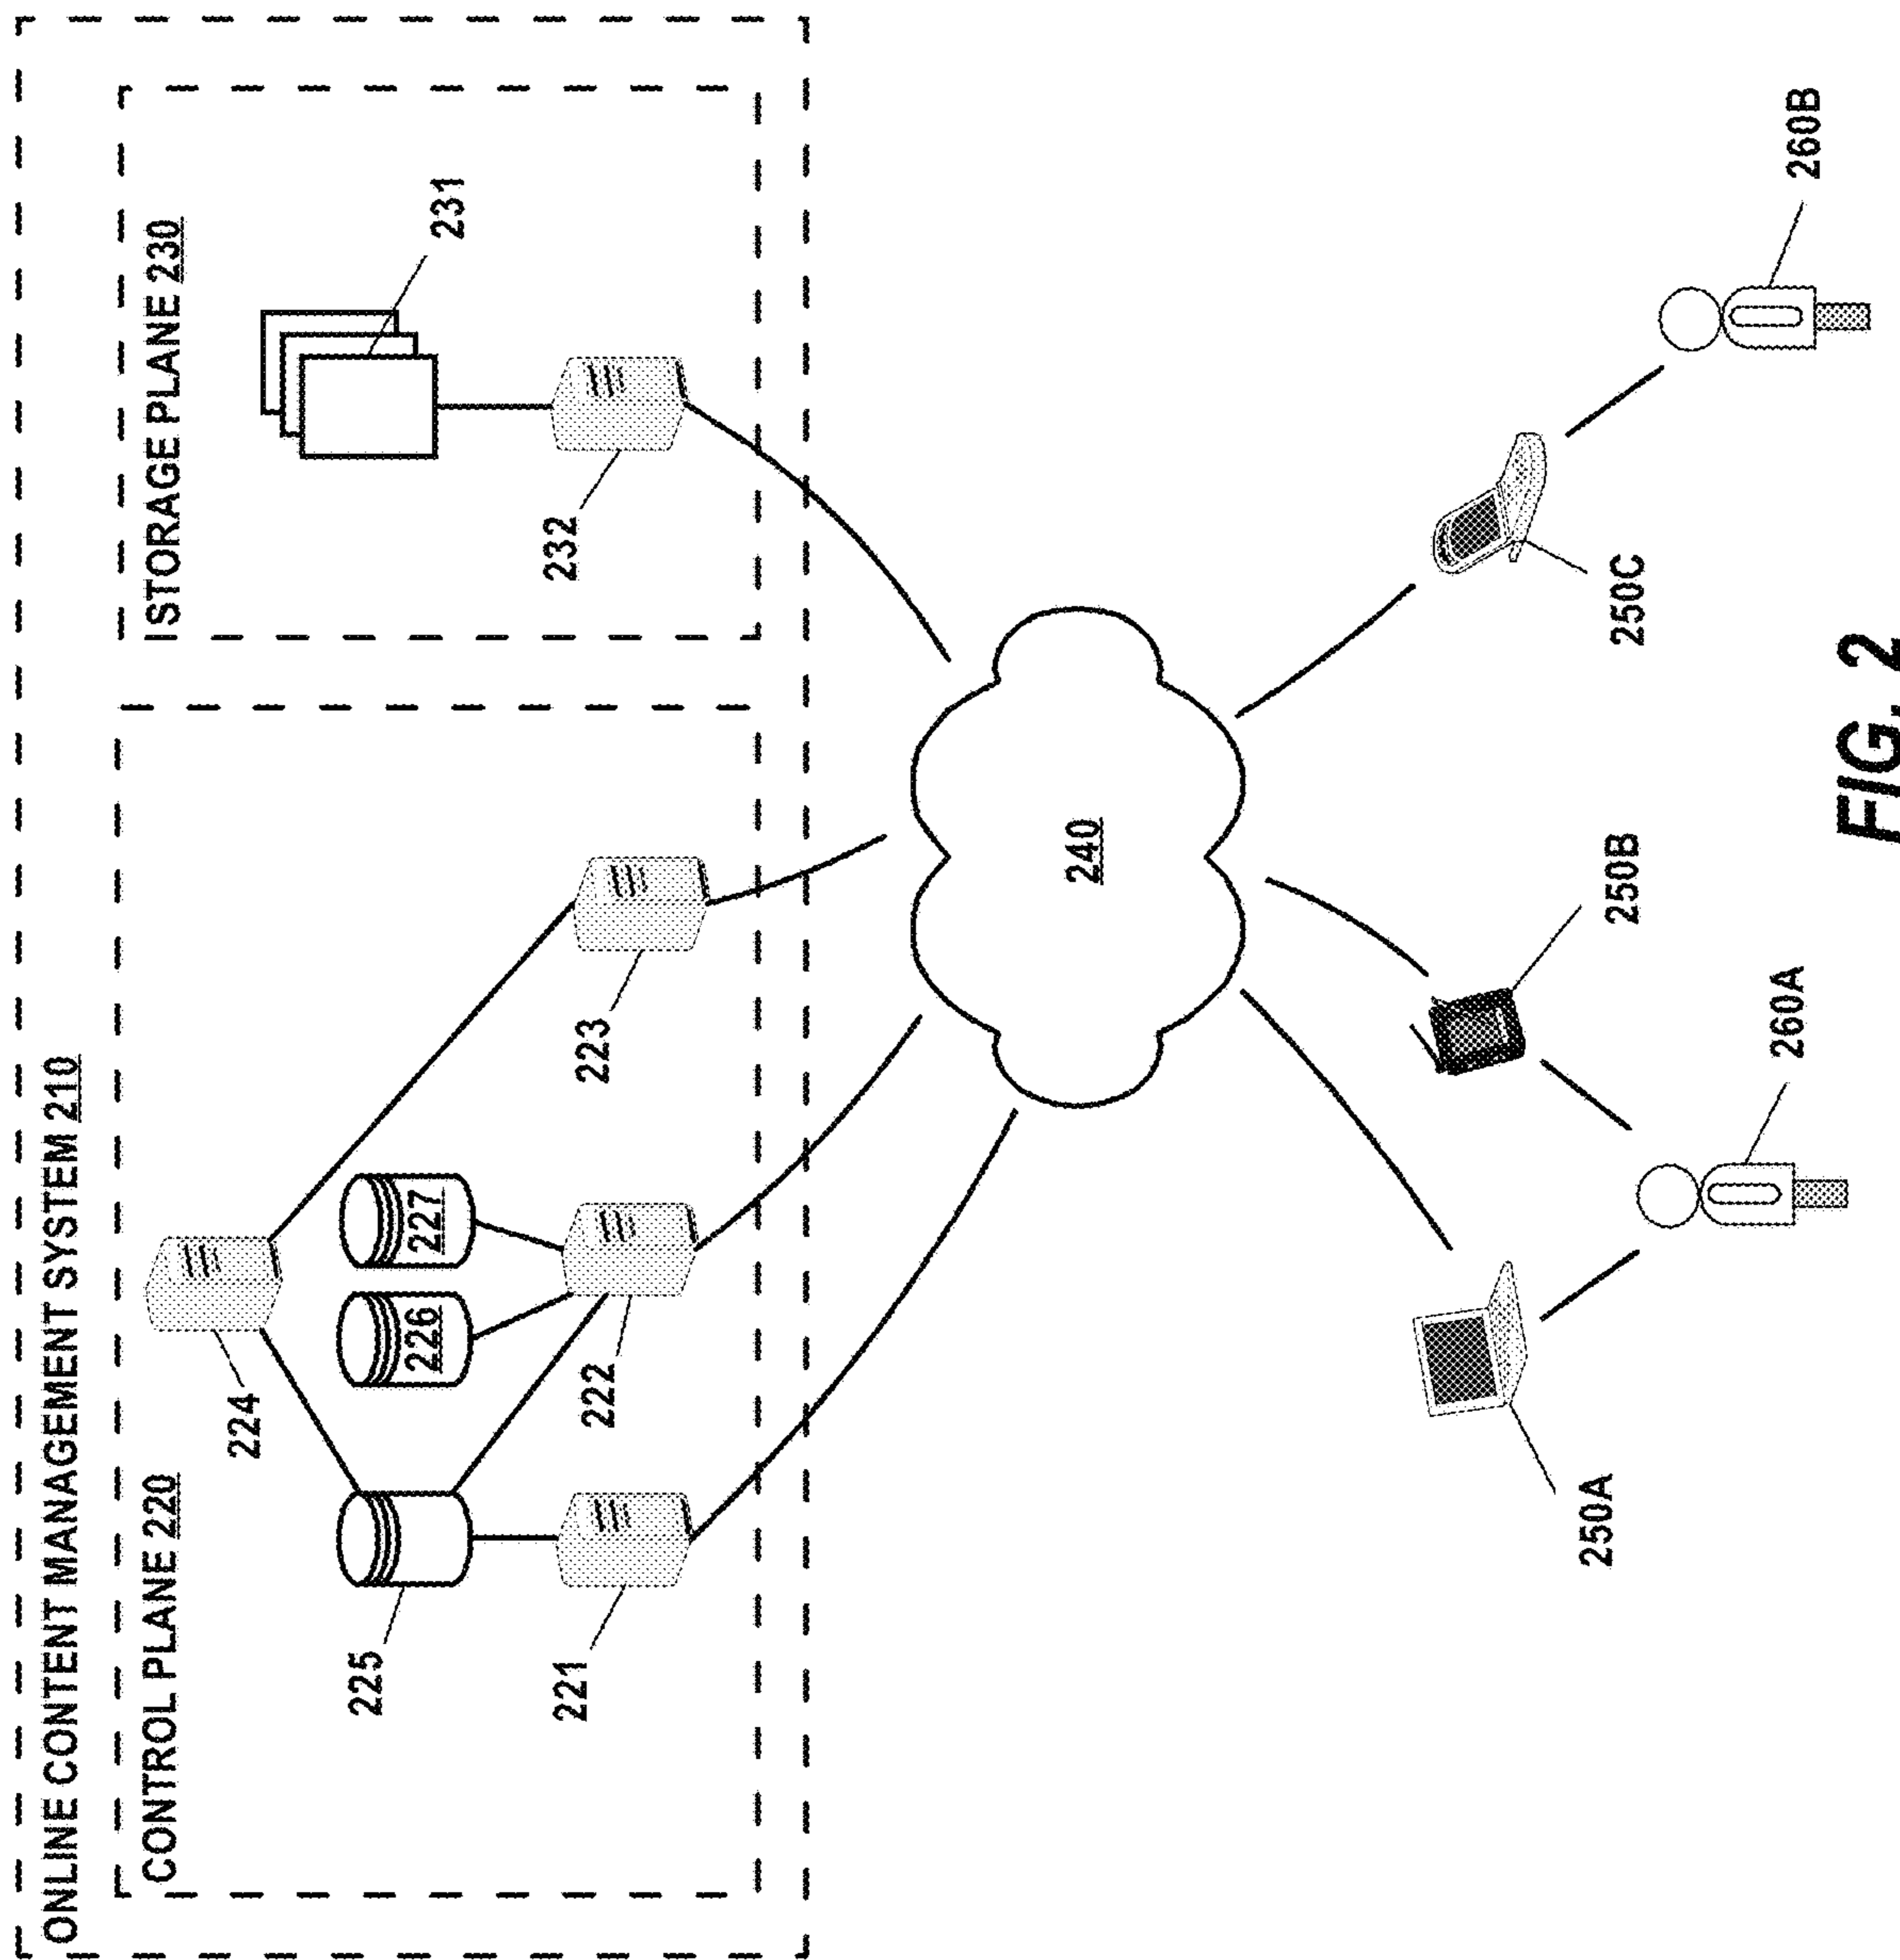 ONLINE CONTENT MANAGEMENT SYSTEM 210
CONTROL PLANE 220
STORAGE PLANE 230
224
225
226
227
231
221
222
223
232
240
250A
250B
250C
260A
260B
FIG. 2